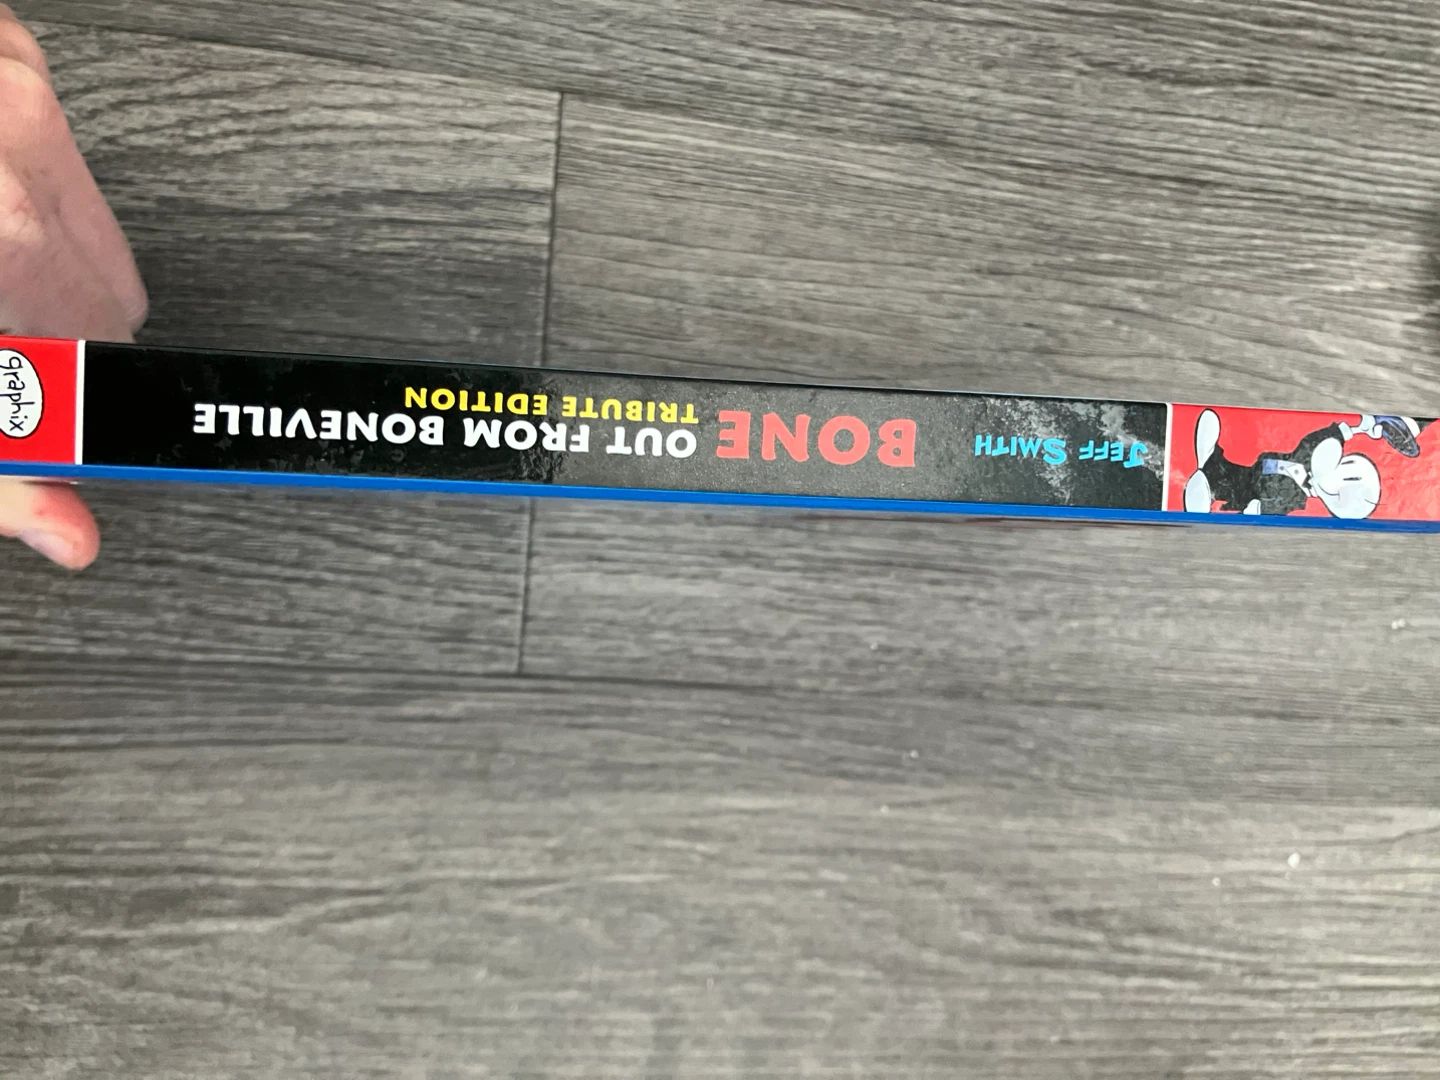 JEFF SMITH
BONE
OUT FROM BONEVILLE
TRIBUTE EDITION
graphix